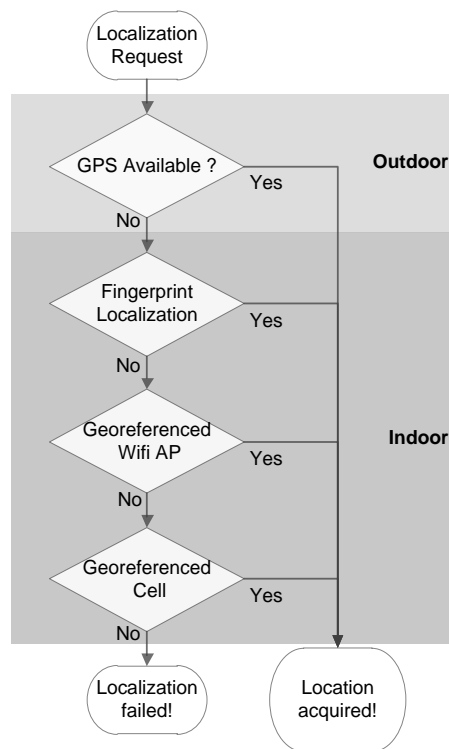 Localization
Request
GPS Available ?
Outdoor
Yes
No
Fingerprint
Localization
Yes
No
Georeferenced
Wifi AP
Indoor
Yes
No
Georeferenced
Cell
Yes
No
Localization
failed!
Location
acquired!